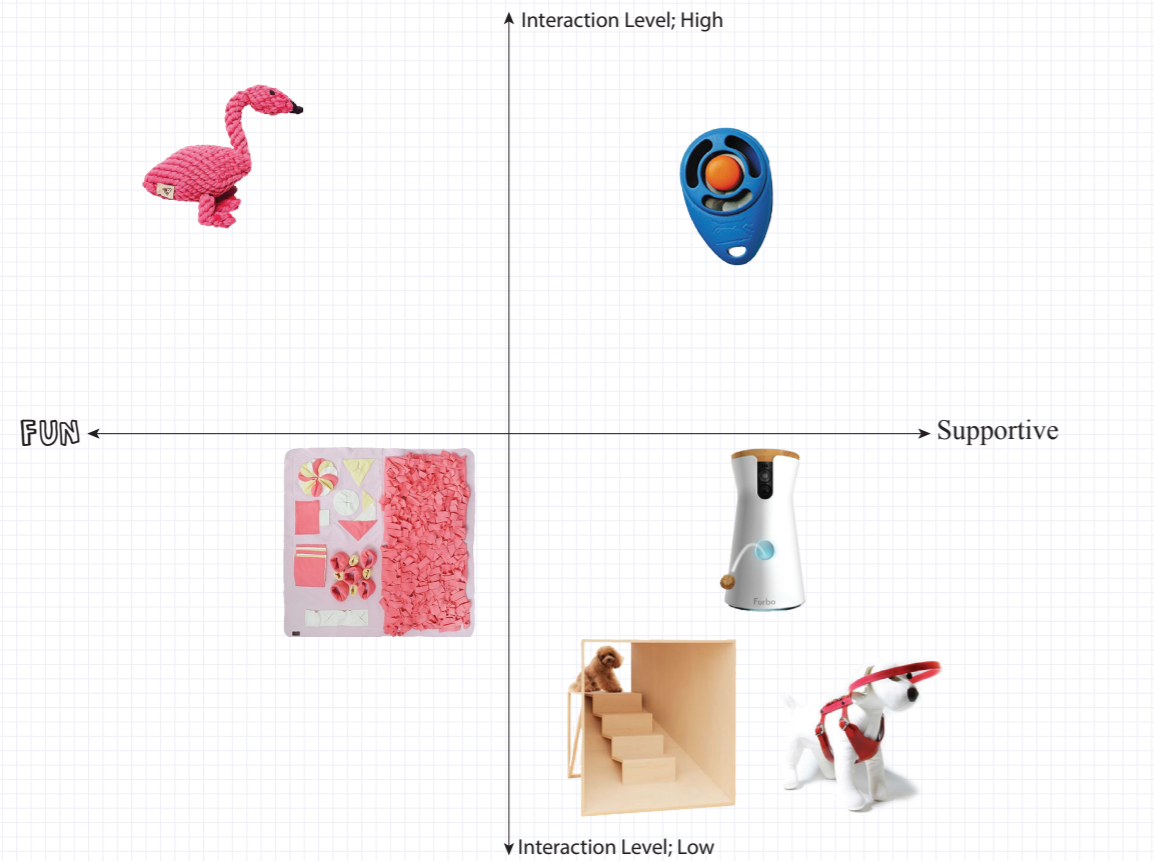 Interaction Level; High
FUN
Supportive
Furbo
Interaction Level; Low